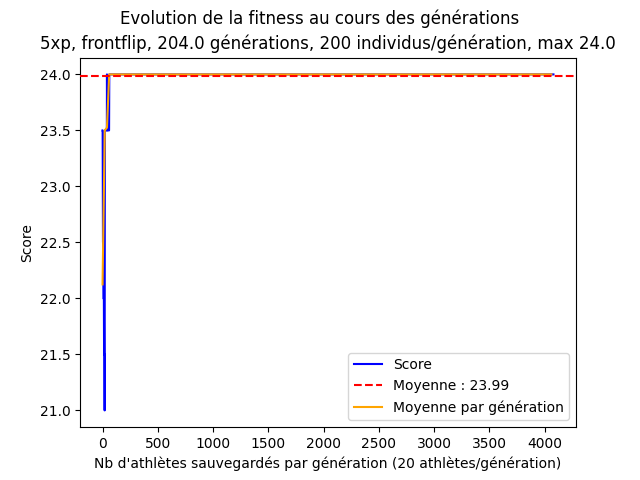 Evolution de la fitness au cours des générations
5xp, frontflip, 204.0 générations, 200 individus/génération, max 24.0
24.0
23.5
23.0
22.5
22.0
21.5
21.0
Score
Score
Moyenne : 23.99
Moyenne par génération
0 500 1000 1500 2000 2500 3000 3500 4000
Nb d'athlètes sauvegardés par génération (20 athlètes/génération)